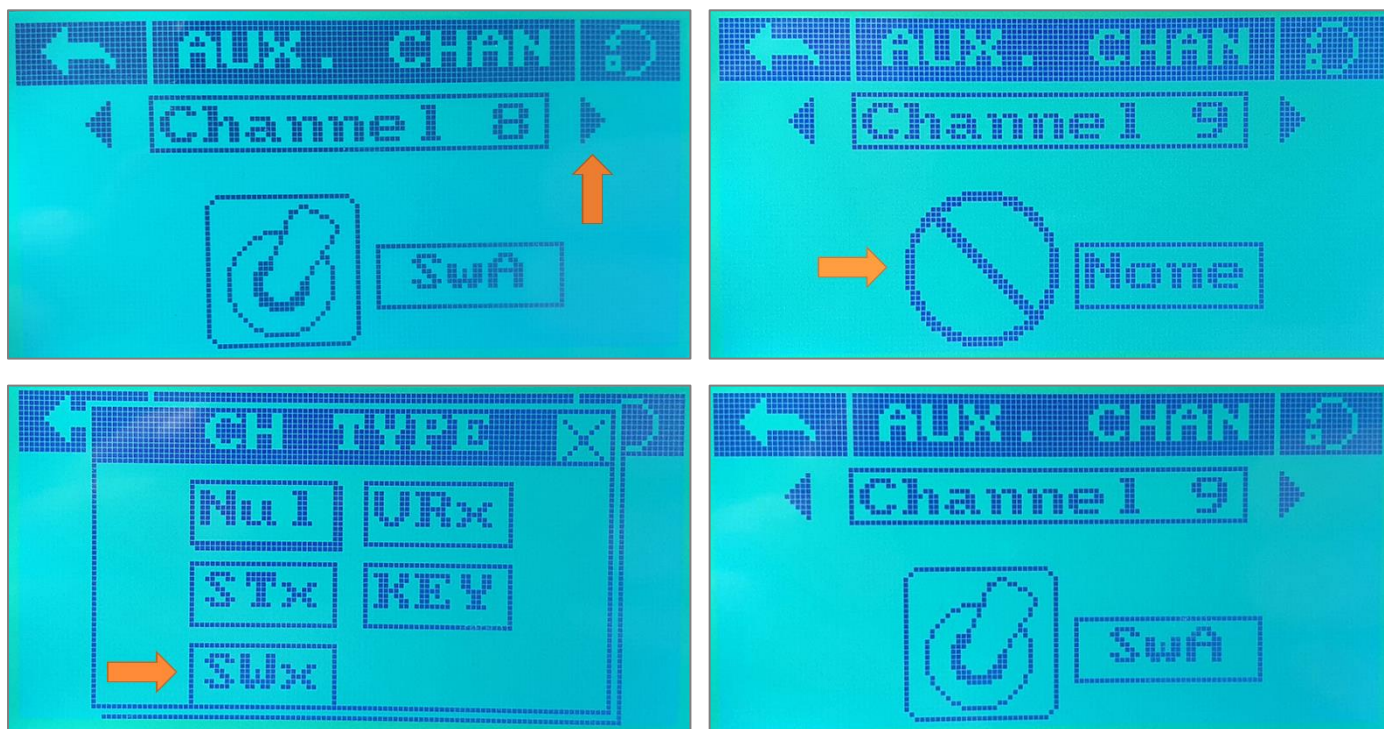 AUX. CHAN
Channel 8
SwA
AUX. CHAN
Channel 9
None
CH TYPE
Nul VRx
STx KEY
SWx
AUX. CHAN
Channel 9
SwA